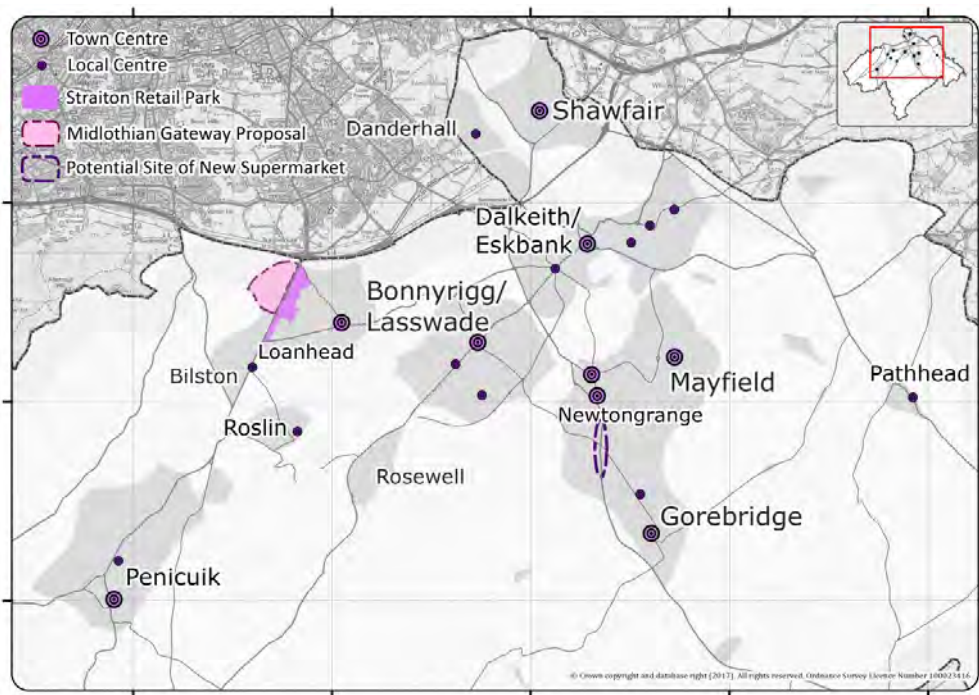 Town Centre
Local Centre
Straiton Retail Park
Midlothian Gateway Proposal
Potential Site of New Supermarket
Shawfair
Danderhall
Dalkeith/
Eskbank
Bonnyrigg/
Lasswade
Loanhead
Bilston
Mayfield
Pathhead
Newtongrange
Roslin
Rosewell
Gorebridge
Penicuik
© Crown copyright and database right (2017). All rights reserved. Ordnance Survey Licence Number 100023416